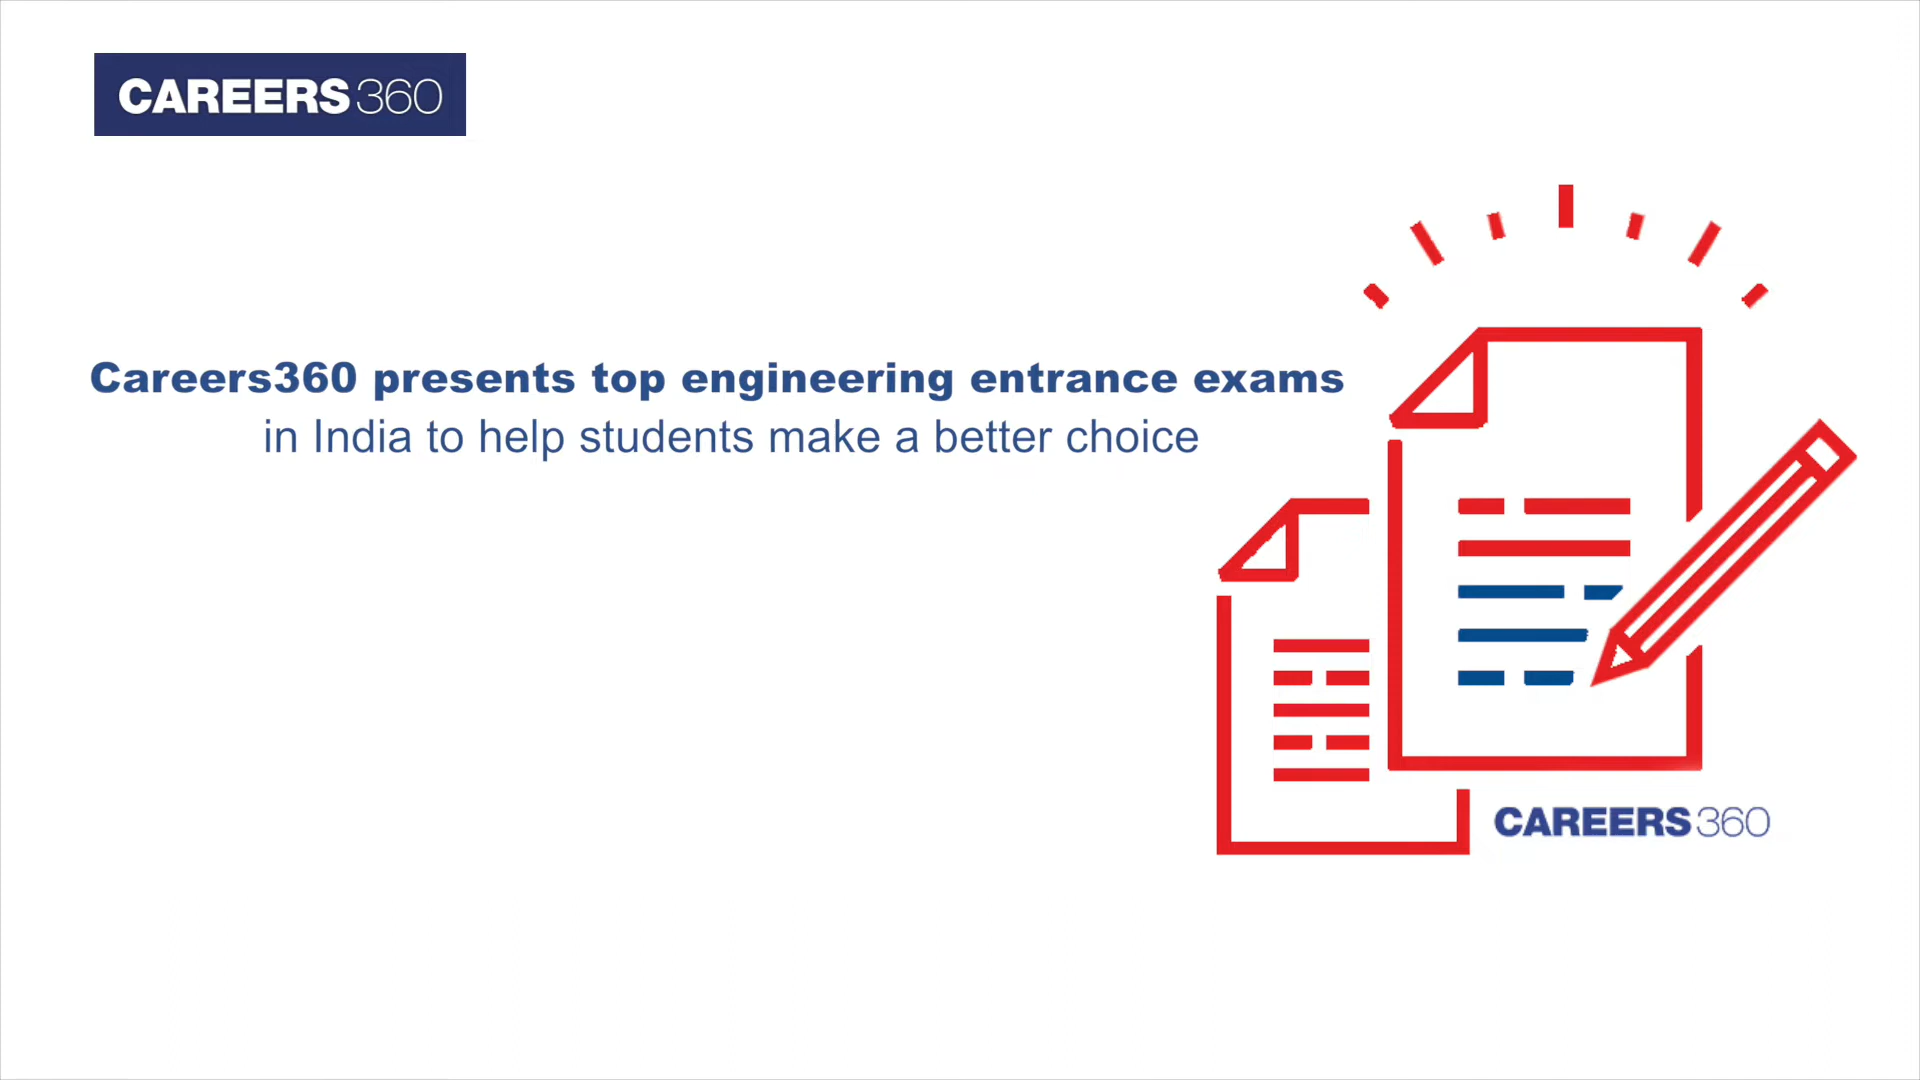 CAREERS360
Careers360 presents top engineering entrance exams
in India to help students make a better choice
CAREERS360